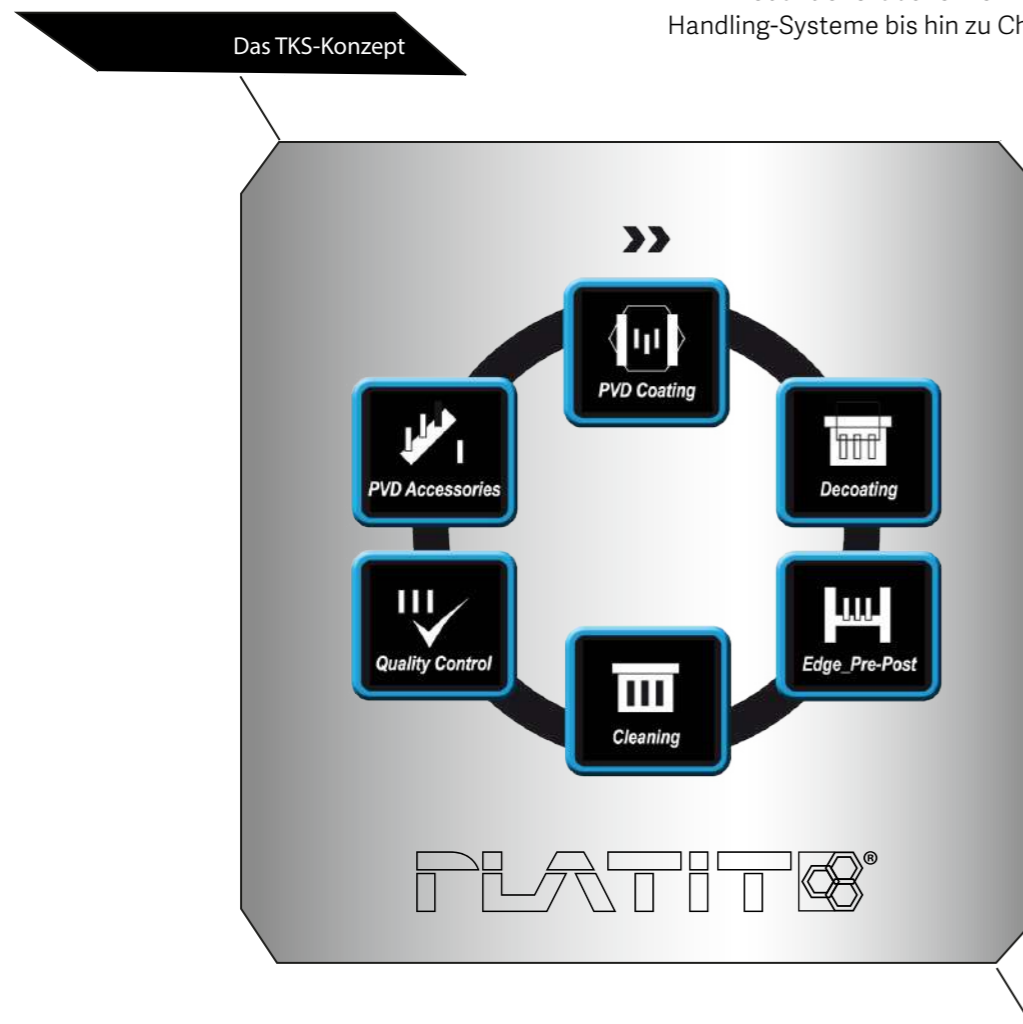 Handling-Systeme bis hin zu Ch
Das TKS-Konzept
PVD Coating
PVD Accessories
Decoating
Quality Control
Edge_Pre-Post
Cleaning
PLATIT®